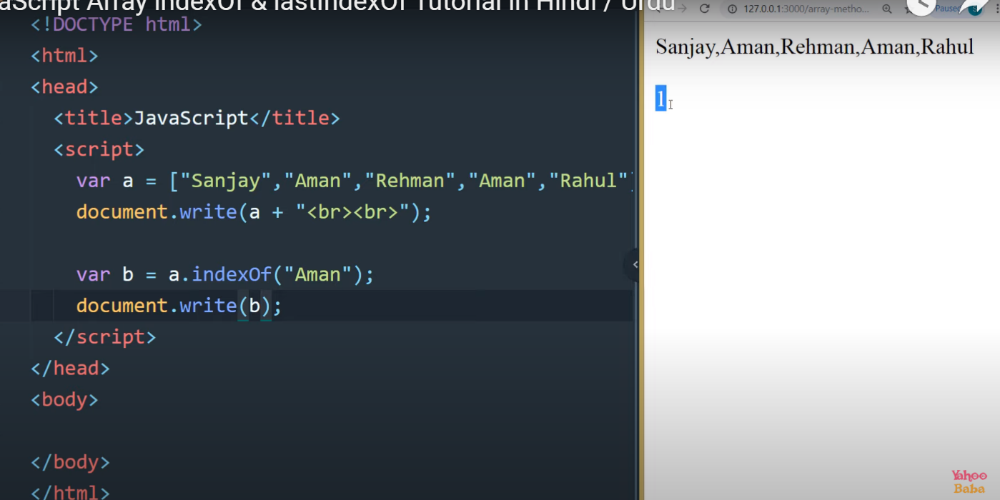 aScript Array indexOf & lastIndexOf Tutorial in Hindi / Urdu
<!DOCTYPE html>
<html>
<head>
<title>JavaScript</title>
<script>
var a = ["Sanjay","Aman","Rehman","Aman","Rahul"]
document.write(a + "<br><br>");
var b = a.indexOf("Aman");
document.write(b);
</script>
</head>
<body>
</body>
</html>
127.0.0.1:3000/array-metho...
Paused
Sanjay,Aman,Rehman,Aman,Rahul
1
Yahoo
Baba